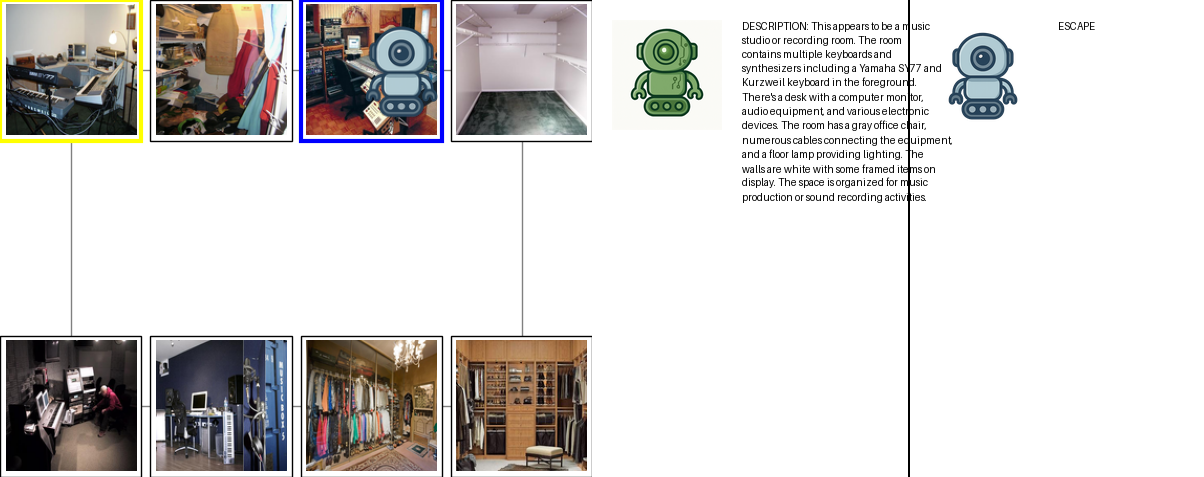 DESCRIPTION: This appears to be a music
studio or recording room. The room
contains multiple keyboards and
synthesizers including a Yamaha SY77 and
Kurzweil keyboard in the foreground.
There's a desk with a computer monitor,
audio equipment, and various electronic
devices. The room has a gray office chair,
numerous cables connecting the equipment,
and a floor lamp providing lighting. The
walls are white with some framed items on
display. The space is organized for music
production or sound recording activities.
ESCAPE
MUSIC BOX